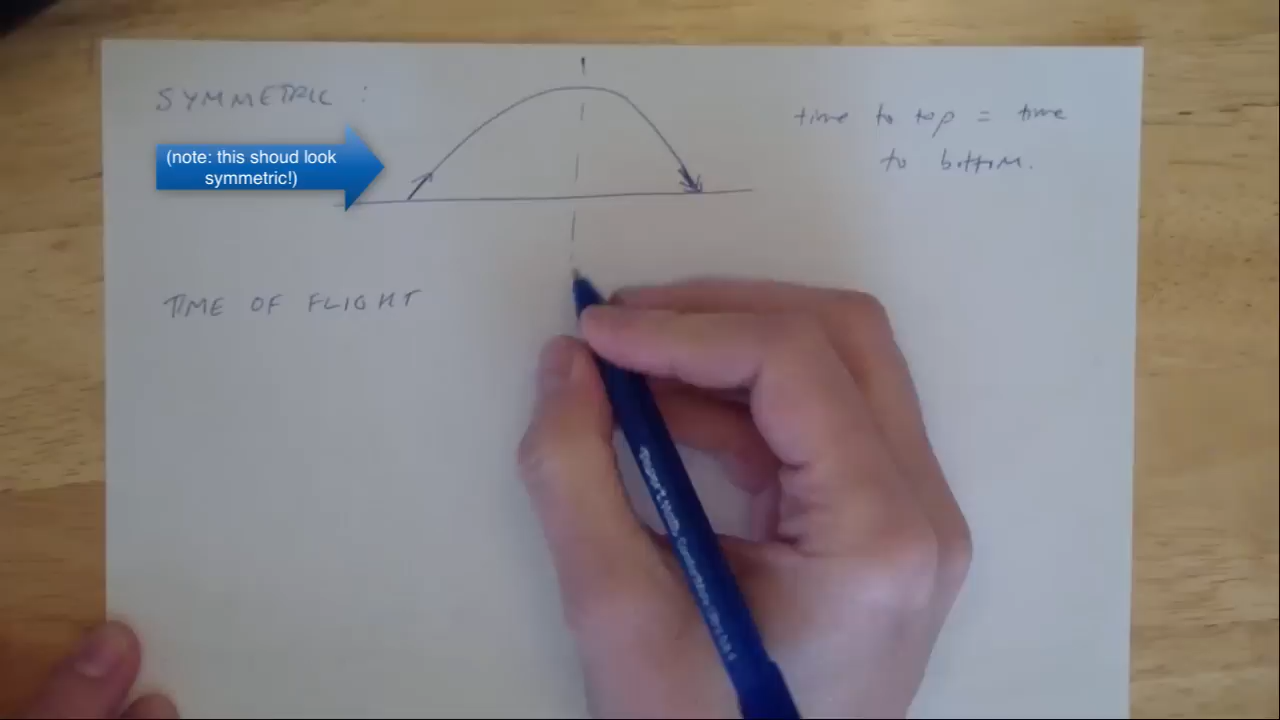 SYMMETRIC :
(note: this shoud look
symmetric!)
time to top = time
to bottom.
TIME OF FLIGHT